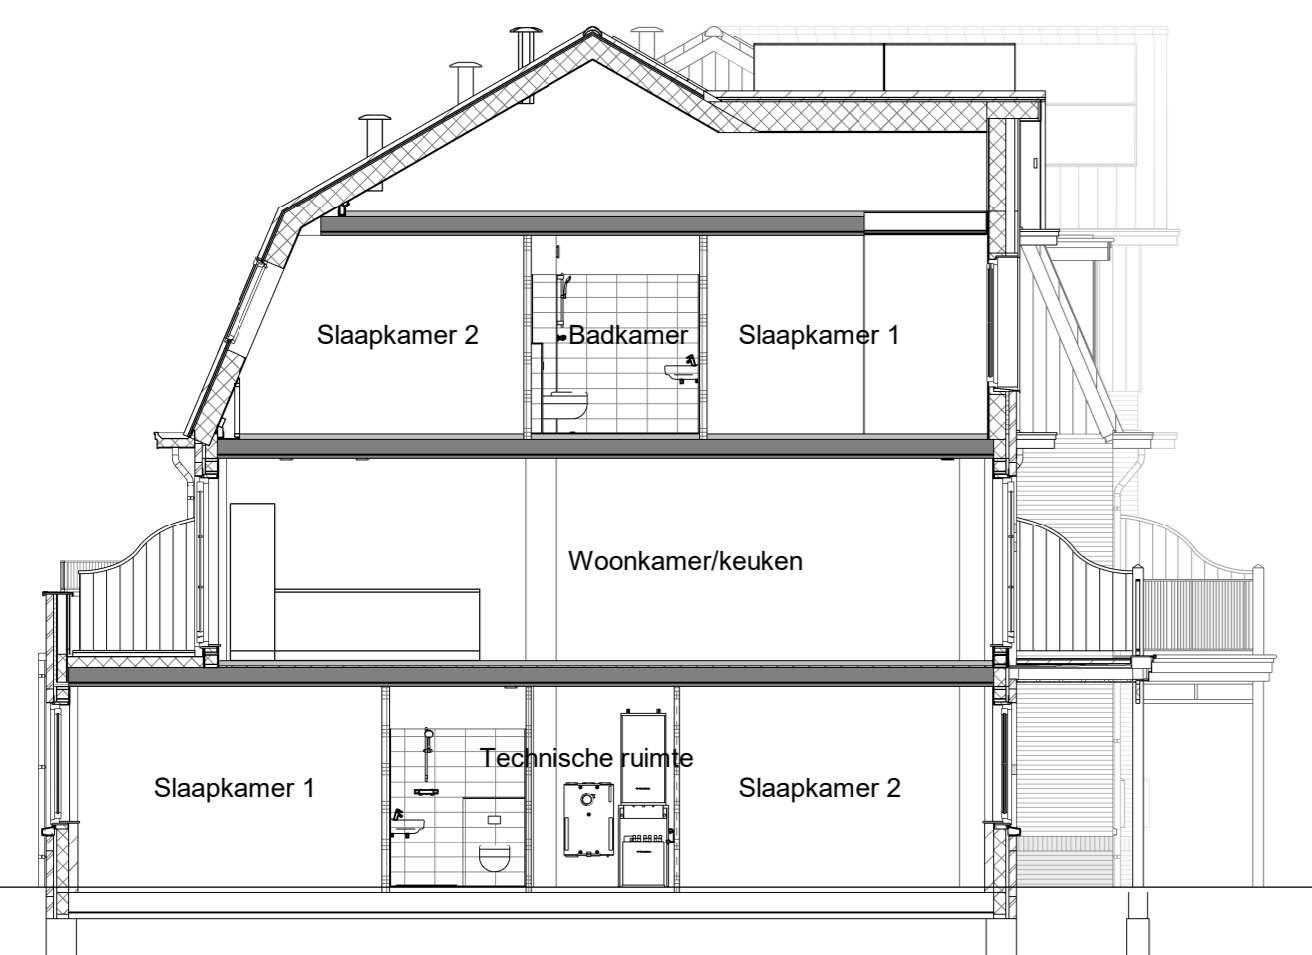 Slaapkamer 2
Badkamer
Slaapkamer 1
Woonkamer/keuken
Technische ruimte
Slaapkamer 1
Slaapkamer 2